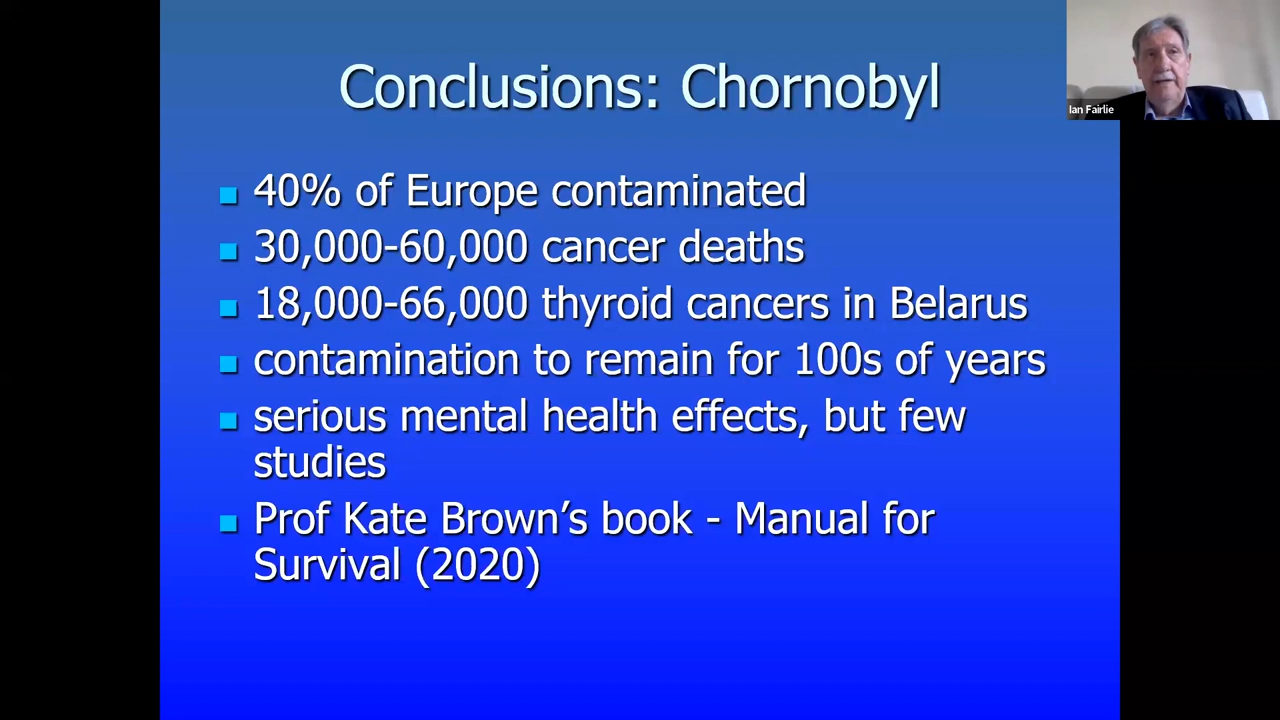 Conclusions: Chornobyl
Ian Fairlie
40% of Europe contaminated
30,000-60,000 cancer deaths
18,000-66,000 thyroid cancers in Belarus
contamination to remain for 100s of years
serious mental health effects, but few
studies
Prof Kate Brown’s book - Manual for
Survival (2020)